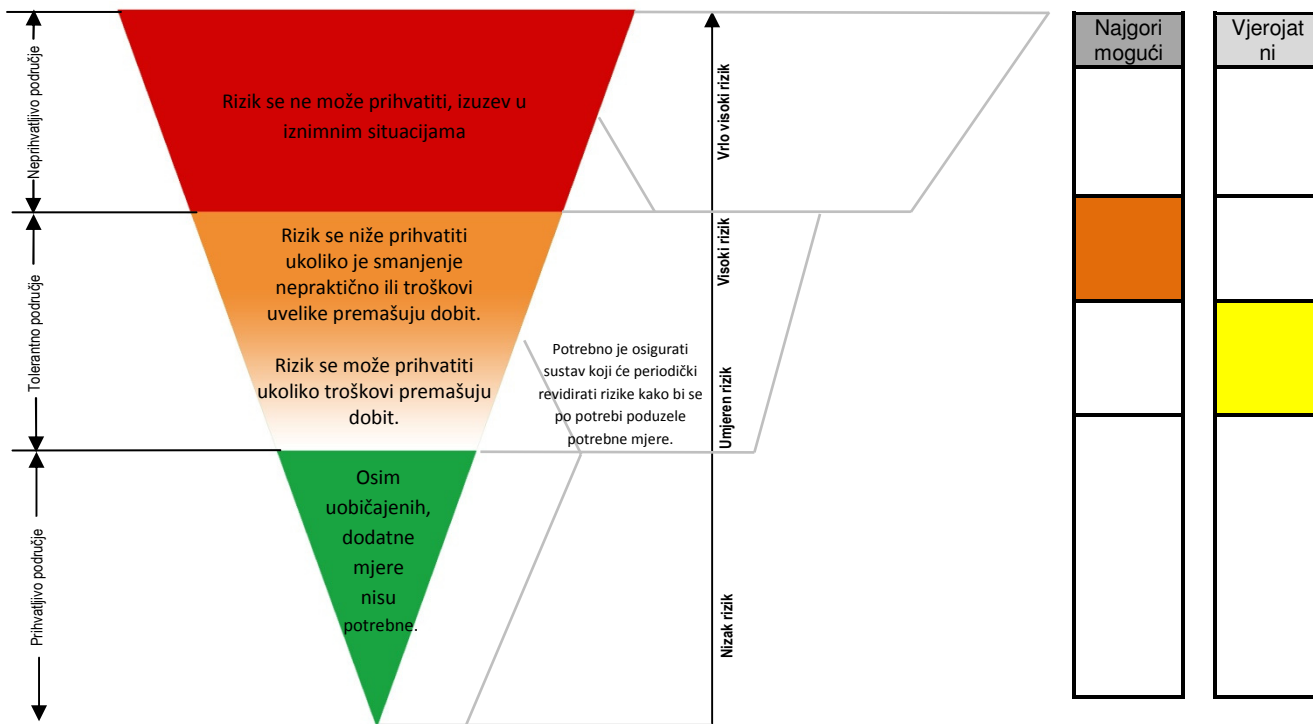 Neprihvatljivo područje
Tolerantno područje
Prihvatljivo područje
Rizik se ne može prihvatiti, izuzev u
iznimnim situacijama
Rizik se niže prihvatiti
ukoliko je smanjenje
nepraktično ili troškovi
uvelike premašuju dobit.
Rizik se može prihvatiti
ukoliko troškovi premašuju
dobit.
Osim
uobičajenih,
dodatne
mjere
nisu
potrebne.
Potrebno je osigurati
sustav koji će periodički
revidirati rizike kako bi se
po potrebi poduzele
potrebne mjere.
Vrlo visoki rizik
Visoki rizik
Umjeren rizik
Nizak rizik
Najgori
mogući
Vjerojat
ni